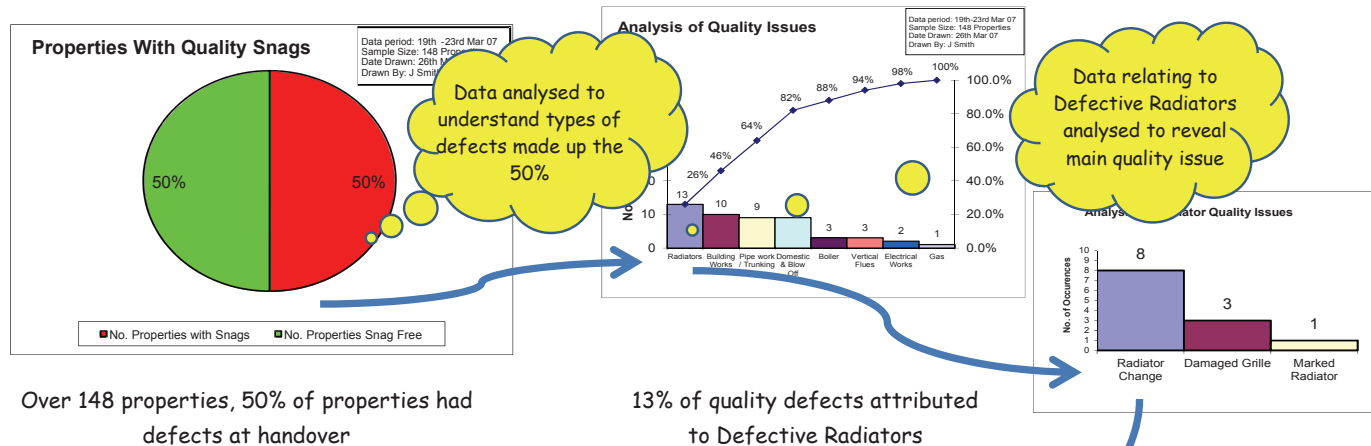 Properties With Quality Snags
Data period: 19th -23rd Mar 07
Sample Size: 148
Date Drawn: 26th
Drawn By: J Smith
50%
50%
No. Properties with Snags
No. Properties Snag Free
Data analysed to
understand types of
defects made up the
50%
Over 148 properties, 50% of properties had
defects at handover
Analysis of Quality Issues
Data period: 19th-23rd Mar 07
Sample Size: 148 Properties
Date Drawn: 26th Mar 07
Drawn By: J Smith
26%
46%
64%
82%
88%
94%
98%
100%
100.0%
80.0%
60.0%
40.0%
20.0%
0.0%
10
0
13
10
9
3
3
2
1
Radiators
Building
Works
Pipe work
/ Trunking
Domestic
& Blow
Off
Boiler
Vertical
Flues
Electrical
Works
Gas
13% of quality defects attributed
to Defective Radiators
Data relating to
Defective Radiators
analysed to reveal
main quality issue
Quality Issues
No. of Occurences
10
9
8
7
6
5
4
3
2
1
0
8
3
1
Radiator
Change
Damaged Grille
Marked
Radiator